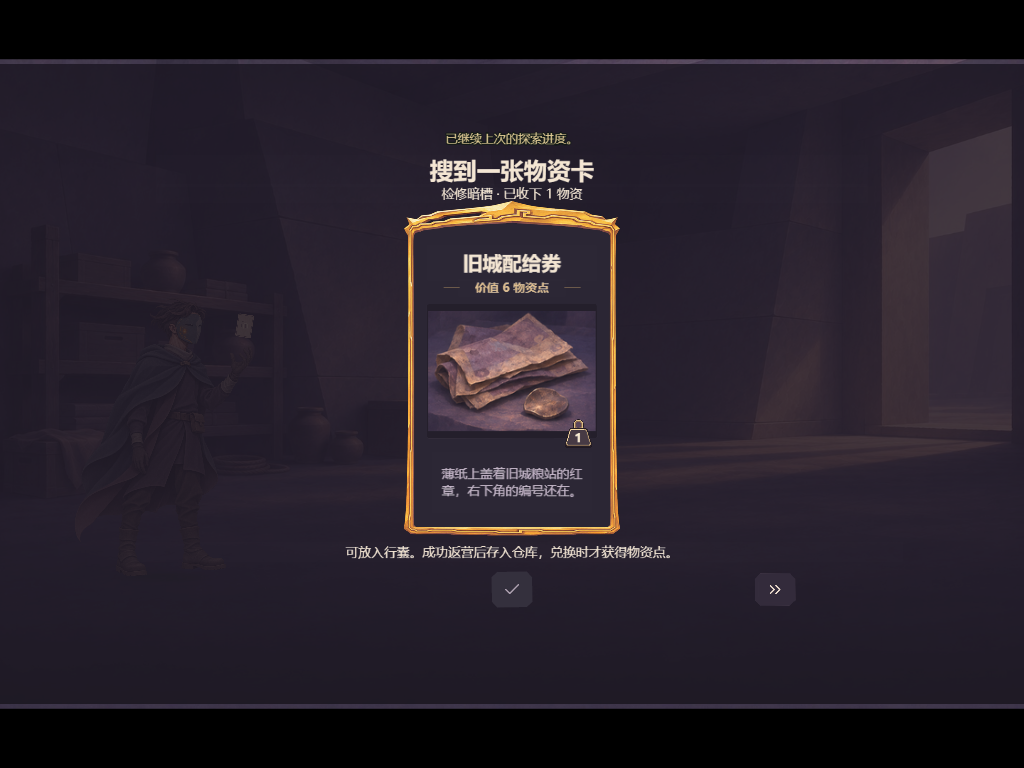 已继续上次的探索进度。
搜到一张物资卡
检修暗槽 · 已收下 1 物资
旧城配给券
价值 6 物资点
1
薄纸上盖着旧城粮站的红
章，右下角的编号还在。
可放入行囊。成功返营后存入仓库，兑换时才获得物资点。